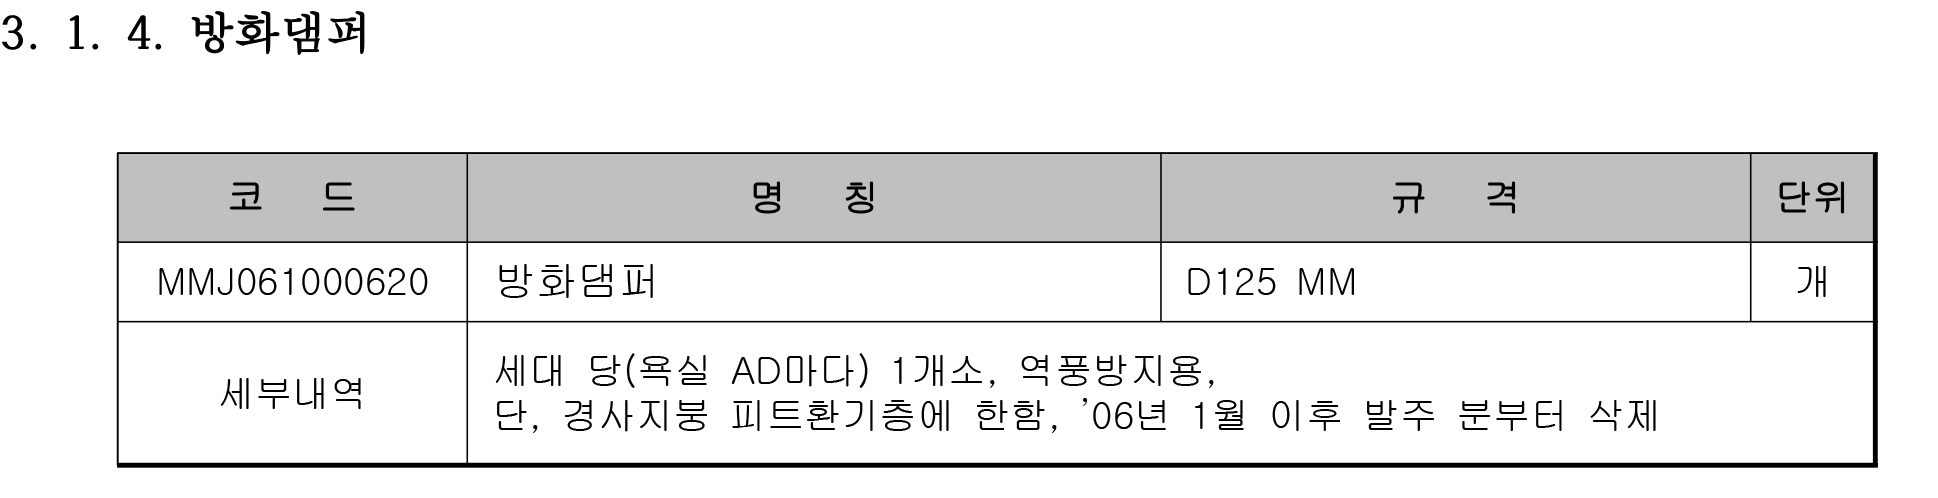 3. 1. 4. 방화댐퍼
코 드 명 칭 규 격 단위
MMJ061000620 방화댐퍼 D125 MM 개
세부내역
세대 당(욕실 AD마다) 1개소, 역풍방지용,
단, 경사지붕 피트환기층에 한함, ’06년 1월 이후 발주 분부터 삭제